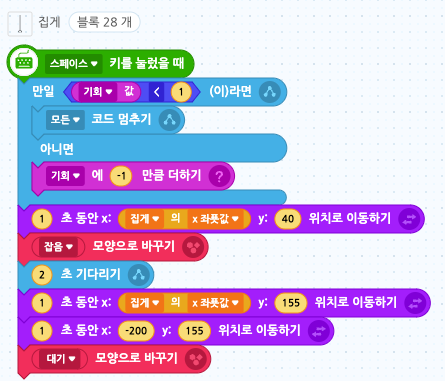 집게 블록 28 개
스페이스 키를 눌렀을 때
만일 기회 값 < 1 (이)라면
모든 코드 멈추기
아니면
기회 에 -1 만큼 더하기 ?
1 초 동안 x: 집게 의 x 좌푯값 y: 40 위치로 이동하기
잡음 모양으로 바꾸기
2 초 기다리기
1 초 동안 x: 집게 의 x 좌푯값 y: 155 위치로 이동하기
1 초 동안 x: -200 y: 155 위치로 이동하기
대기 모양으로 바꾸기